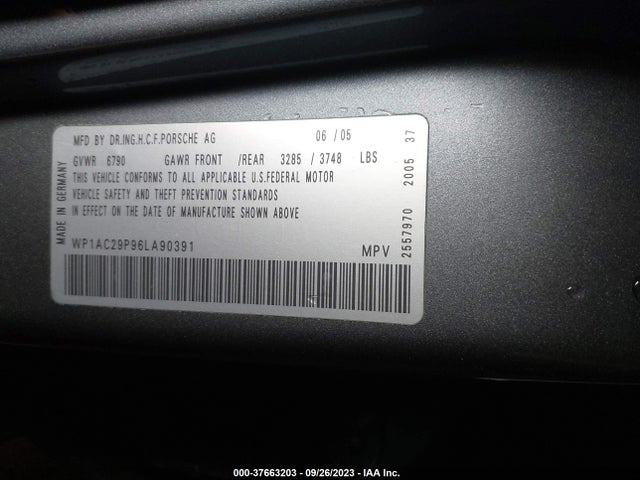 MFD BY DR.ING.H.C.F.PORSCHE AG 06 / 05
GVWR 6790 GAWR FRONT /REAR 3285 / 3748 LBS
THIS VEHICLE CONFORMS TO ALL APPLICABLE U.S.FEDERAL MOTOR
VEHICLE SAFETY AND THEFT PREVENTION STANDARDS
IN EFFECT ON THE DATE OF MANUFACTURE SHOWN ABOVE
WP1AC29P96LA90391 MPV
MADE IN GERMANY
2557970 2005 37
000-37663203 - 09/26/2023 - IAA Inc.